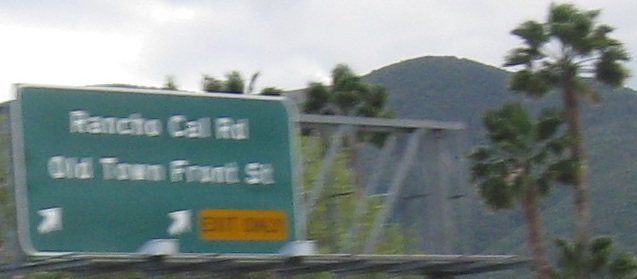 Rancho Cal Rd
Old Town Front St
EXIT ONLY